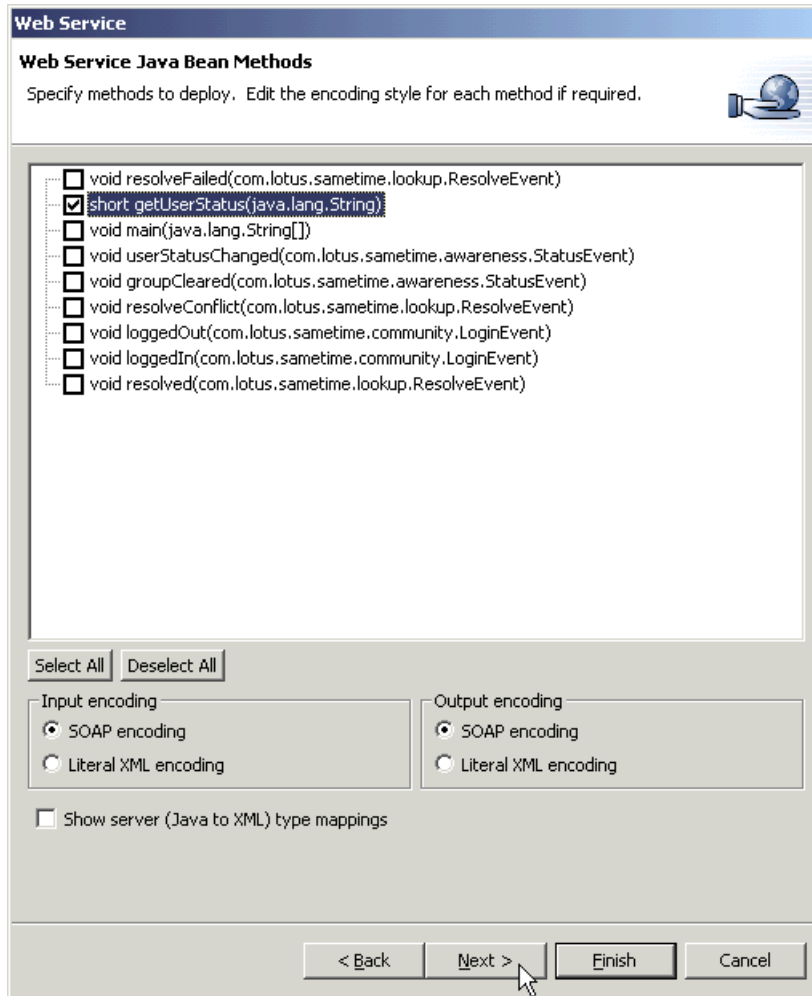 Web Service
Web Service Java Bean Methods
Specify methods to deploy. Edit the encoding style for each method if required.
void resolveFailed(com.lotus.sametime.lookup.ResolveEvent)
short getUserStatus(java.lang.String)
void main(java.lang.String[])
void userStatusChanged(com.lotus.sametime.awareness.StatusEvent)
void groupCleared(com.lotus.sametime.awareness.StatusEvent)
void resolveConflict(com.lotus.sametime.lookup.ResolveEvent)
void loggedOut(com.lotus.sametime.community.LoginEvent)
void loggedIn(com.lotus.sametime.community.LoginEvent)
void resolved(com.lotus.sametime.lookup.ResolveEvent)
Select All Deselect All
Input encoding
SOAP encoding
Literal XML encoding
Output encoding
SOAP encoding
Literal XML encoding
Show server (Java to XML) type mappings
< Back Next > Finish Cancel